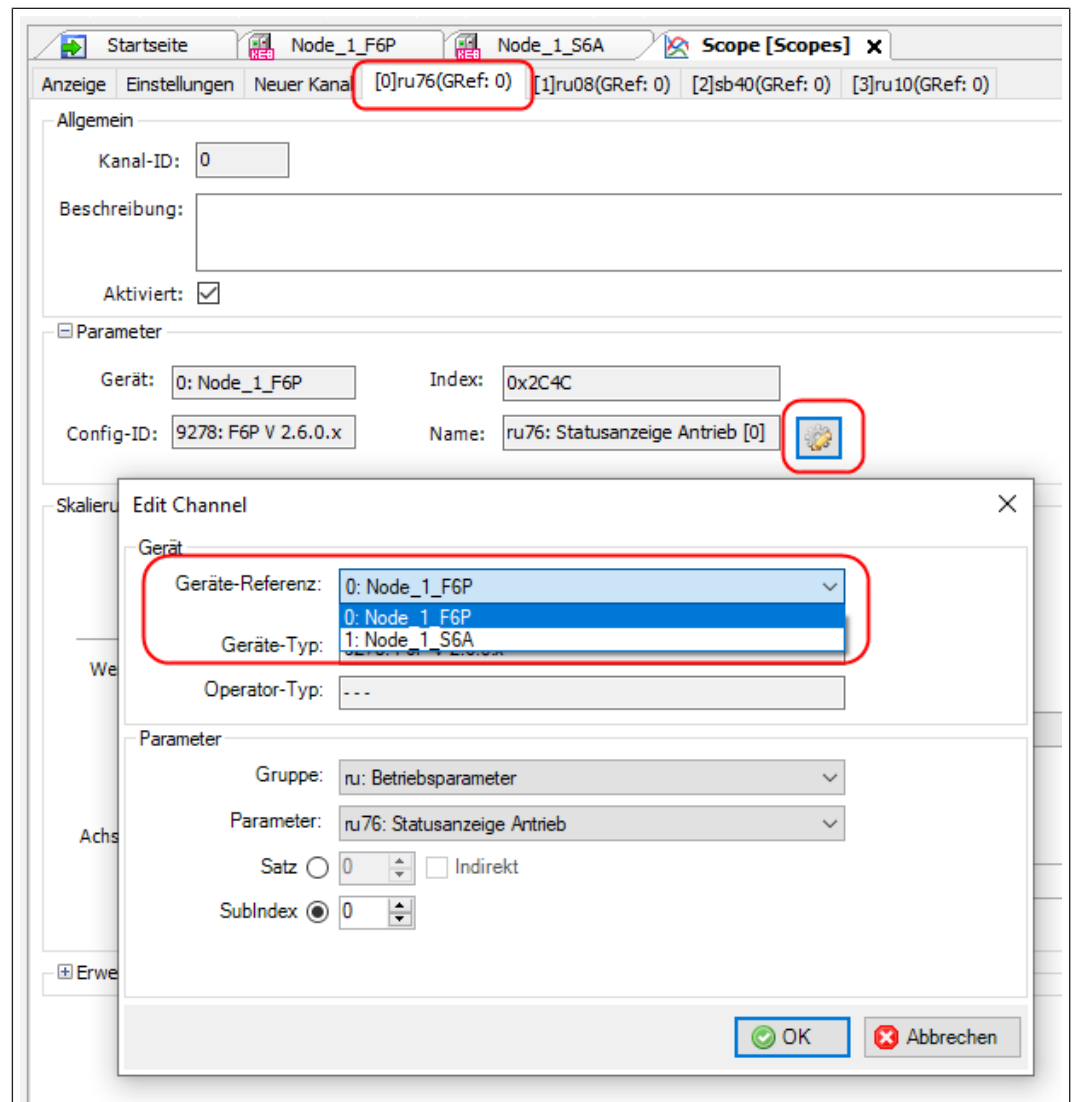 Startseite Node_1_F6P Node_1_S6A Scope [Scopes] x
Anzeige Einstellungen Neuer Kanal [0]ru76(GRef: 0) [1]ru08(GRef: 0) [2]sb40(GRef: 0) [3]ru10(GRef: 0)
Allgemein
Kanal-ID: 0
Beschreibung:
Aktiviert:
Parameter
Gerät: 0: Node_1_F6P Index: 0x2C4C
Config-ID: 9278: F6P V 2.6.0.x Name: ru76: Statusanzeige Antrieb [0]
Skalieru
Edit Channel
Gerät
Geräte-Referenz: 0: Node_1_F6P
0: Node_1_F6P
Geräte-Typ: 1: Node_1_S6A
We
Operator-Typ: ---
Parameter
Gruppe: ru: Betriebsparameter
Parameter: ru76: Statusanzeige Antrieb
Achs
Satz 0 Indirekt
SubIndex 0
Erwe
OK Abbrechen